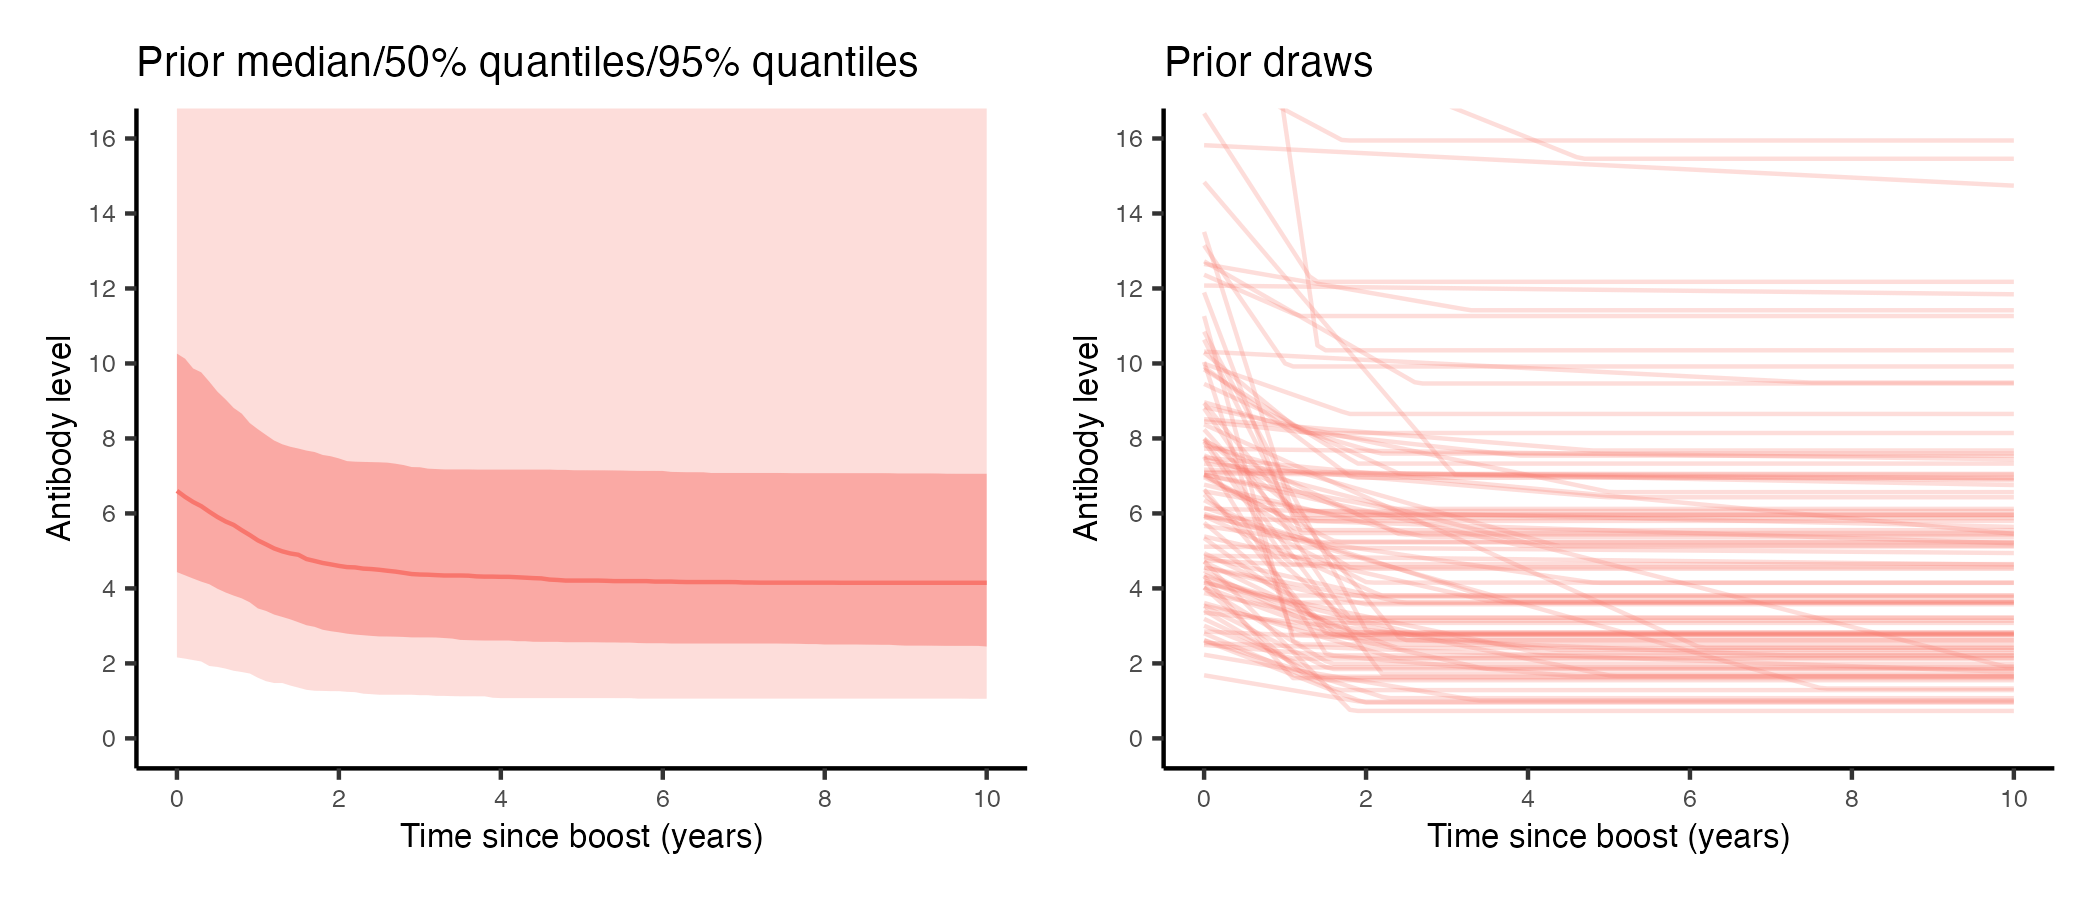 Prior median/50% quantiles/95% quantiles
Antibody level
16
14
12
10
8
6
4
2
0
0 2 4 6 8 10
Time since boost (years)
Prior draws
Antibody level
16
14
12
10
8
6
4
2
0
0 2 4 6 8 10
Time since boost (years)